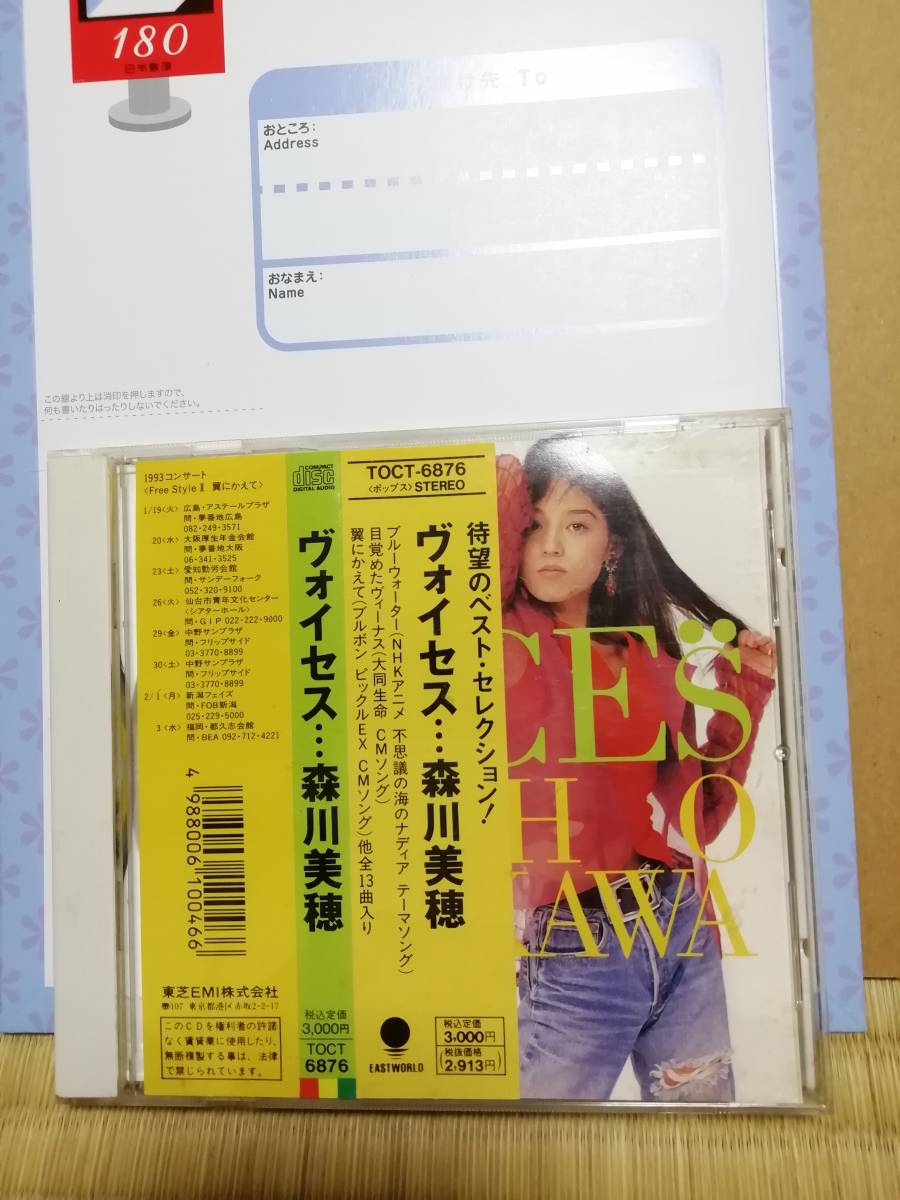 180
日本郵便
け先 To
おところ:
Address
おなまえ:
Name
この線より上は消印を押しますので、
何も書いたりはったりしないでください。
1993コンサート
〈Free Style II 翼にかえて〉
1/19〈火〉広島・アステールプラザ
問・夢番地広島
082・249・3571
20〈水〉大阪厚生年金会館
問・夢番地大阪
06・341・3525
23〈土〉愛知勤労会館
問・サンデーフォーク
052・320・9100
26〈火〉仙台市青年文化センター
〈シアターホール〉
問・GIP 022・222・9000
29〈金〉中野サンプラザ
問・フリップサイド
03・3770・8899
30〈土〉中野サンプラザ
問・フリップサイド
03・3770・8899
2/1〈月〉新潟フェイズ
問・FOB新潟
025・229・5000
3〈水〉福岡・都久志会館
問・BEA 092・712・4221
4 988006 100466
東芝EMI株式会社
〒107 東京都港区赤坂2-2-17
このCDを権利者の許諾
なく賃貸業に使用したり、
無断複製する事は、法律
で禁じられています。
COMPACT
disc
DIGITAL AUDIO
ヴォイセス…森川美穂
税込定価
3,000円
TOCT
6876
TOCT-6876
〈ポップス〉STEREO
待望のベスト・セレクション!
ヴォイセス…森川美穂
ブルーウォーター(NHKアニメ 不思議の海のナディア テーマソング)
目覚めたヴィーナス(大同生命 CMソング)
翼にかえて(ブルボン ピックルEX CMソング)他全13曲入り
EASTWORLD
税込定価
3,000円
(税抜価格
2,913円)
CES
HO
KAWA